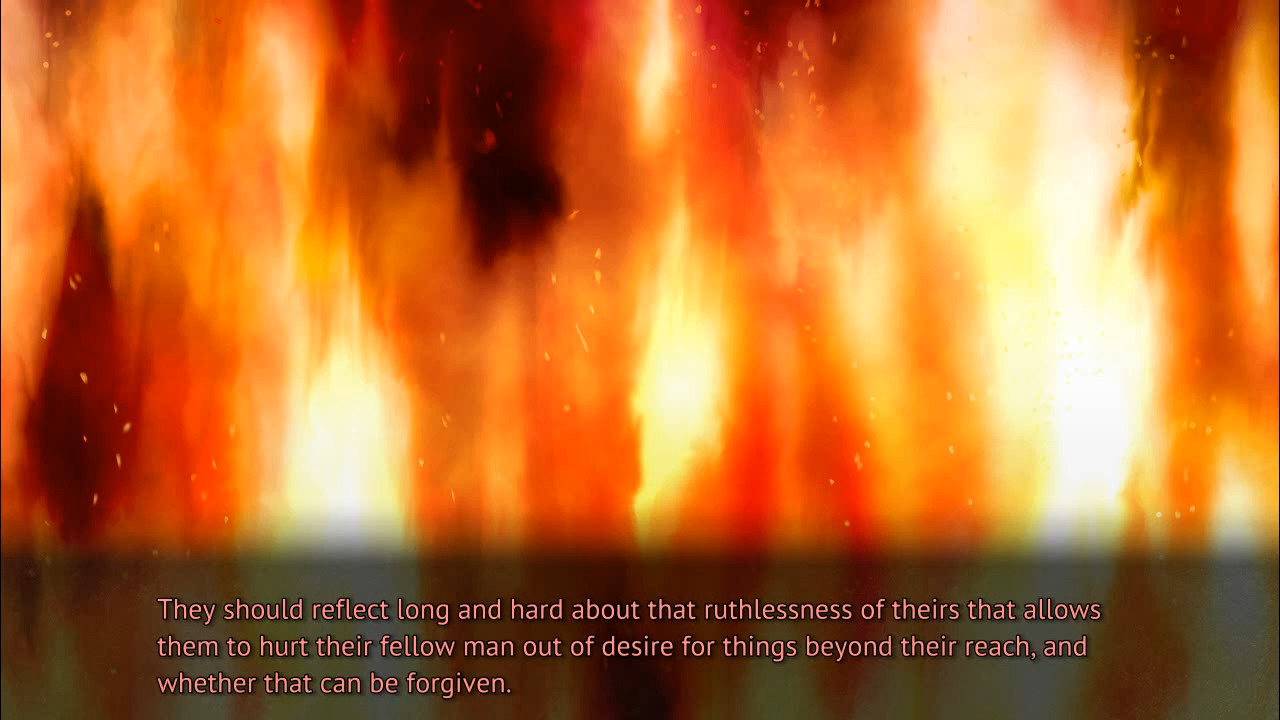 They should reflect long and hard about that ruthlessness of theirs that allows
them to hurt their fellow man out of desire for things beyond their reach, and
whether that can be forgiven.